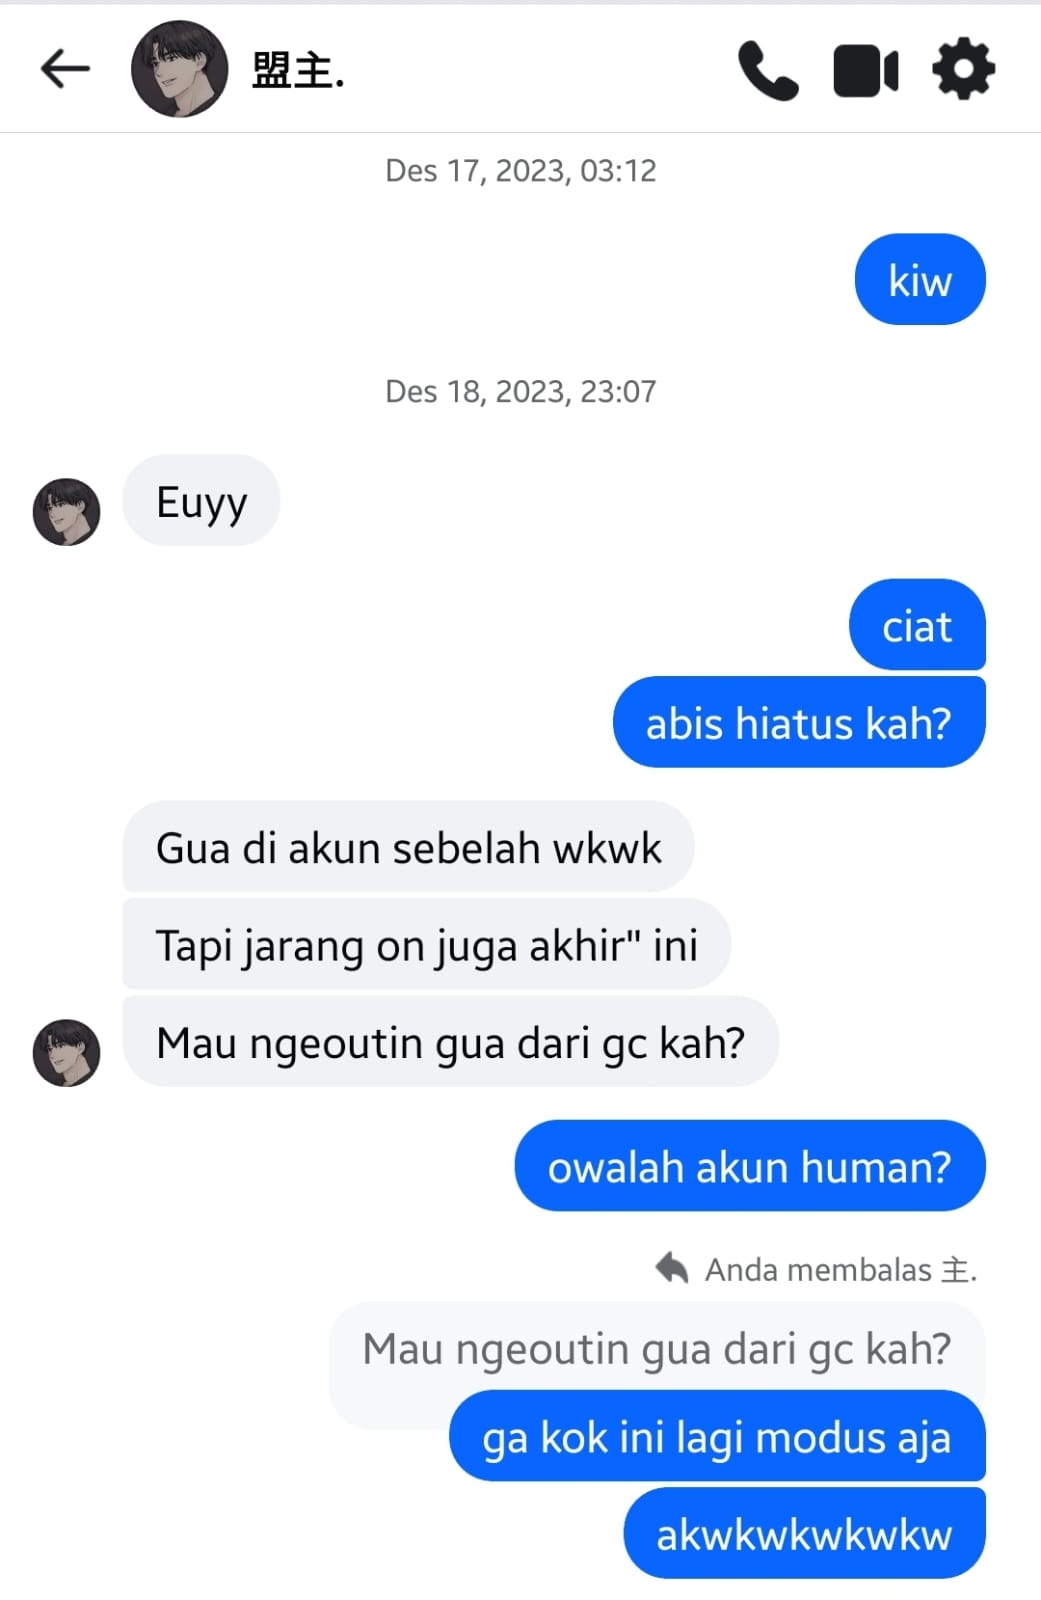 盟主.
Des 17, 2023, 03:12
kiw
Des 18, 2023, 23:07
Euyy
ciat
abis hiatus kah?
Gua di akun sebelah wkwk
Tapi jarang on juga akhir" ini
Mau ngeoutin gua dari gc kah?
owalah akun human?
Anda membalas 主.
Mau ngeoutin gua dari gc kah?
ga kok ini lagi modus aja
akwkwkwkwkw